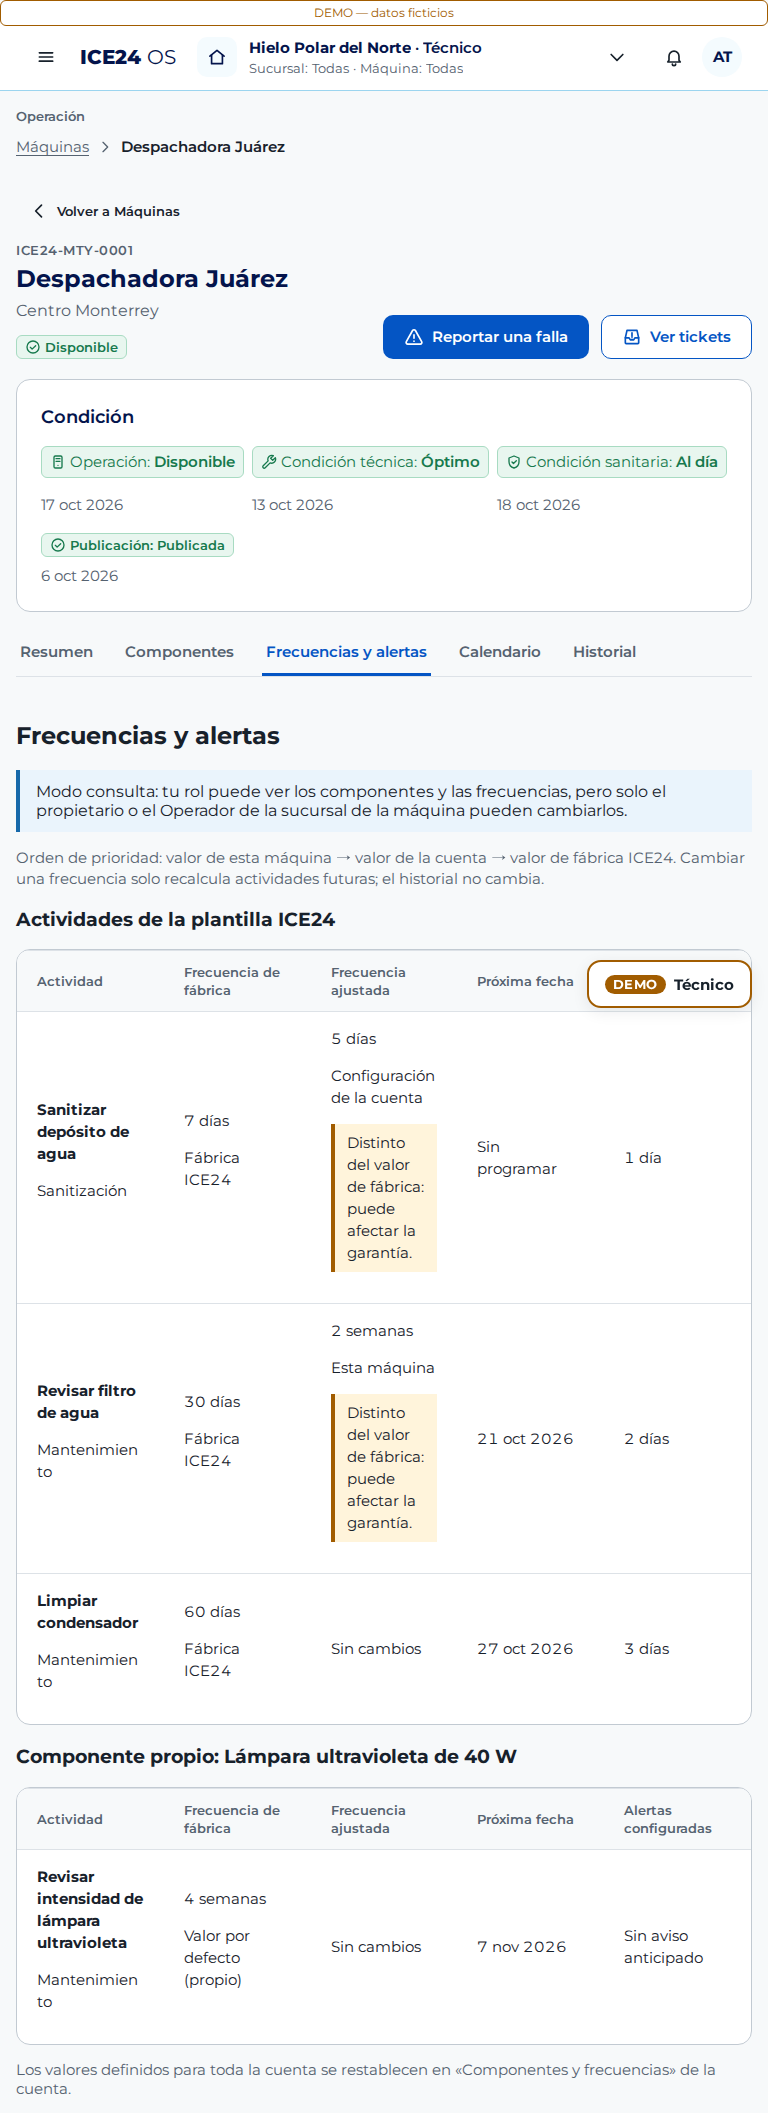 DEMO — datos ficticios
ICE24 OS
Hielo Polar del Norte · Técnico
Sucursal: Todas · Máquina: Todas
AT
Operación
Máquinas
Despachadora Juárez
Volver a Máquinas
ICE24-MTY-0001
Despachadora Juárez
Centro Monterrey
Disponible
Reportar una falla
Ver tickets
Condición
Operación: Disponible
Condición técnica: Óptimo
Condición sanitaria: Al día
17 oct 2026
13 oct 2026
18 oct 2026
Publicación: Publicada
6 oct 2026
Resumen
Componentes
Frecuencias y alertas
Calendario
Historial
Frecuencias y alertas
Modo consulta: tu rol puede ver los componentes y las frecuencias, pero solo el
propietario o el Operador de la sucursal de la máquina pueden cambiarlos.
Orden de prioridad: valor de esta máquina → valor de la cuenta → valor de fábrica ICE24. Cambiar
una frecuencia solo recalcula actividades futuras; el historial no cambia.
Actividades de la plantilla ICE24
Actividad
Frecuencia de
fábrica
Frecuencia
ajustada
Próxima fecha
DEMO Técnico
Sanitizar
depósito de
agua
Sanitización
7 días
Fábrica
ICE24
5 días
Configuración
de la cuenta
Distinto
del valor
de fábrica:
puede
afectar la
garantía.
Sin
programar
1 día
Revisar filtro
de agua
Mantenimien
to
30 días
Fábrica
ICE24
2 semanas
Esta máquina
Distinto
del valor
de fábrica:
puede
afectar la
garantía.
21 oct 2026
2 días
Limpiar
condensador
Mantenimien
to
60 días
Fábrica
ICE24
Sin cambios
27 oct 2026
3 días
Componente propio: Lámpara ultravioleta de 40 W
Actividad
Frecuencia de
fábrica
Frecuencia
ajustada
Próxima fecha
Alertas
configuradas
Revisar
intensidad de
lámpara
ultravioleta
Mantenimien
to
4 semanas
Valor por
defecto
(propio)
Sin cambios
7 nov 2026
Sin aviso
anticipado
Los valores definidos para toda la cuenta se restablecen en «Componentes y frecuencias» de la
cuenta.